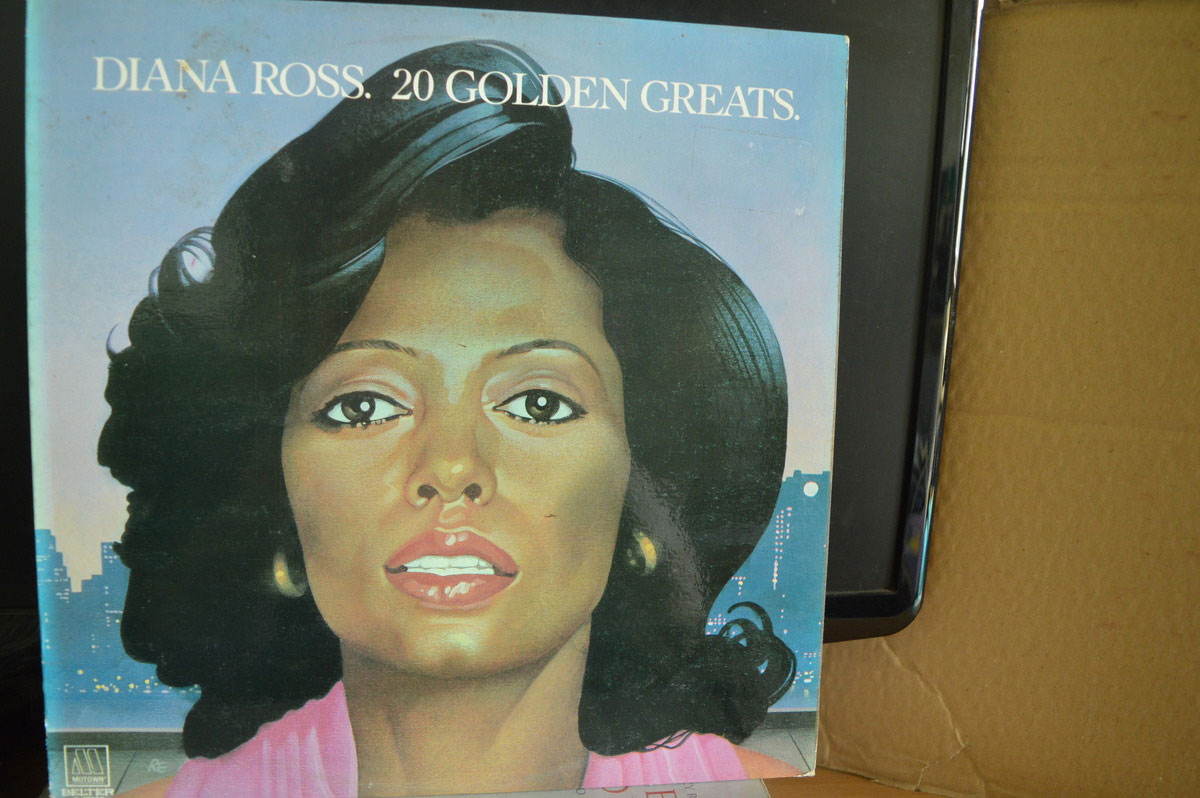 DIANA ROSS. 20 GOLDEN GREATS.
MOTOWN
BELTER